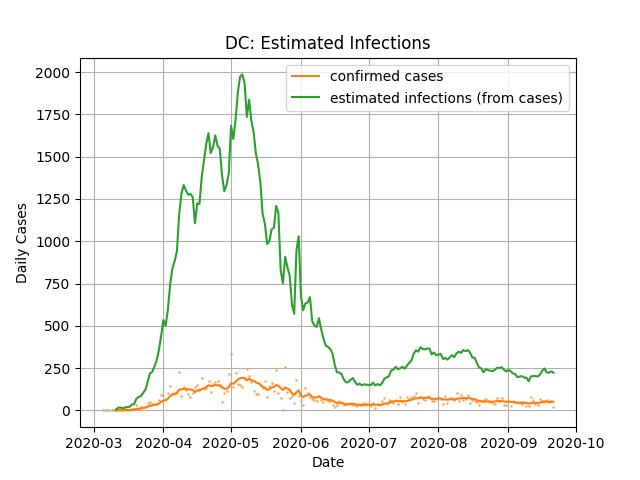 DC: Estimated Infections
confirmed cases
estimated infections (from cases)
Daily Cases
2000
1750
1500
1250
1000
750
500
250
0
2020-03 2020-04 2020-05 2020-06 2020-07 2020-08 2020-09 2020-10
Date